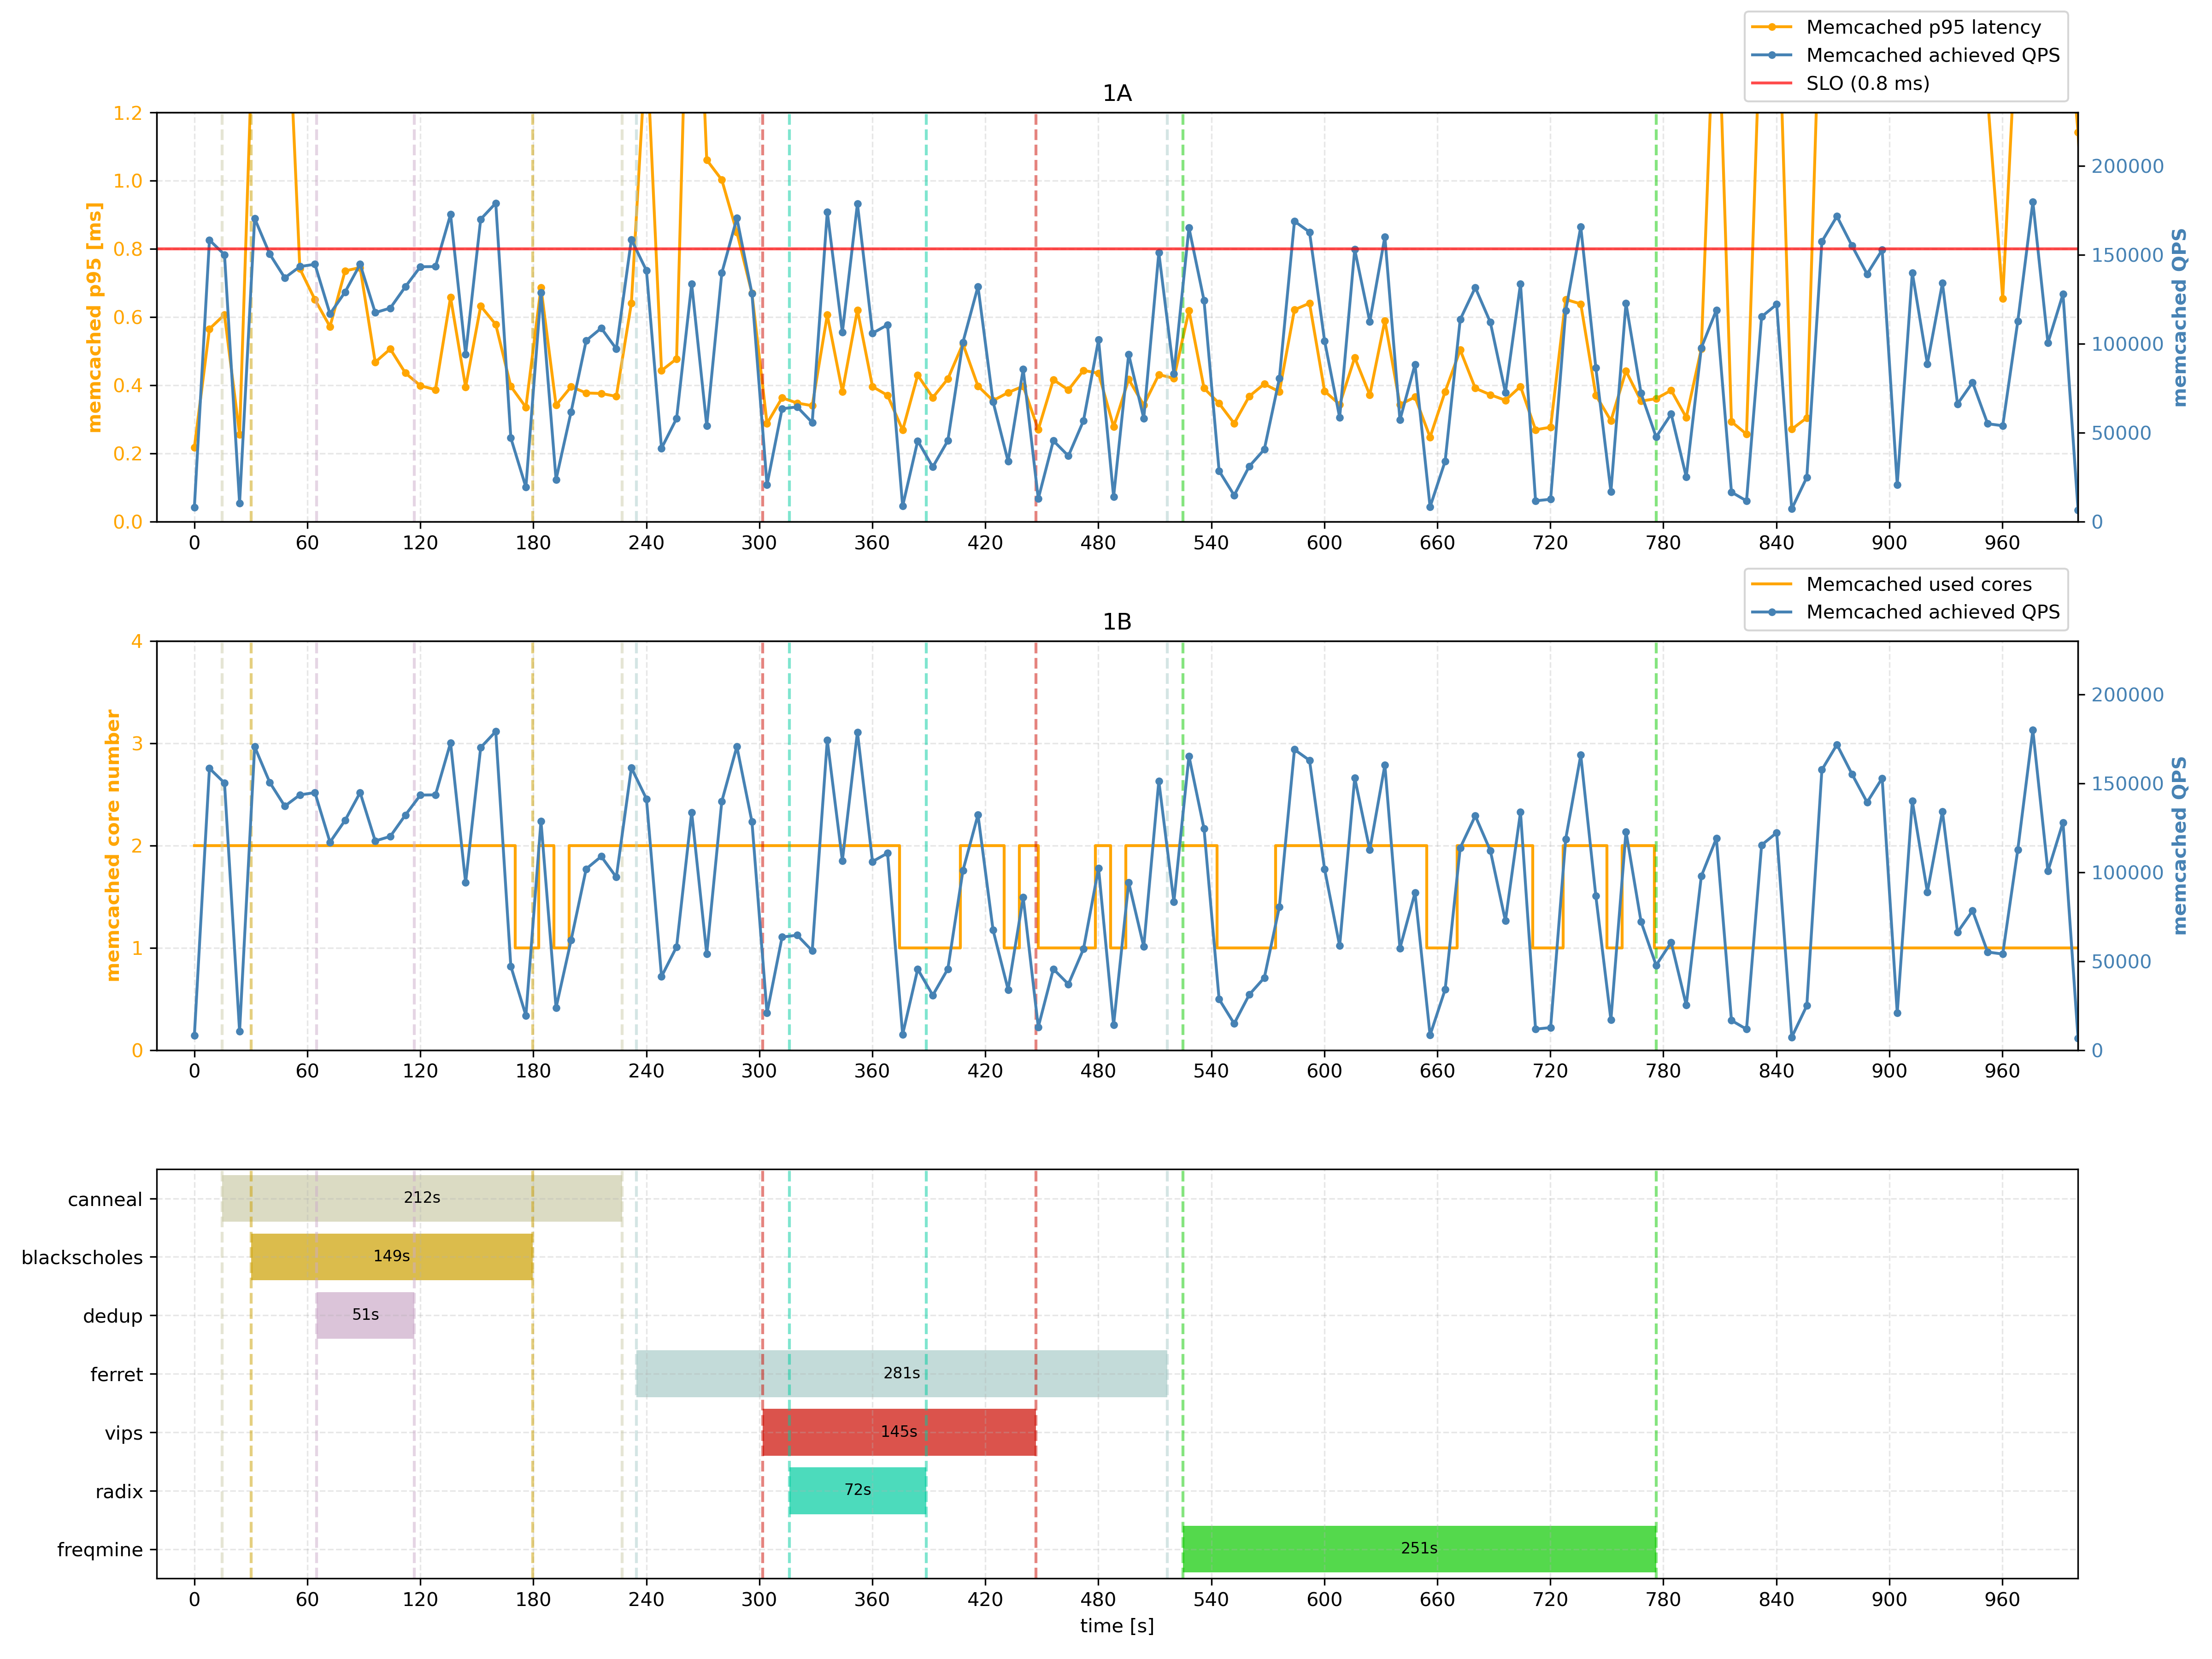 Memcached p95 latency
Memcached achieved QPS
SLO (0.8 ms)
1A
memcached p95 [ms]
1.2
1.0
0.8
0.6
0.4
0.2
0.0
200000
150000
100000
50000
0
memcached QPS
0 60 120 180 240 300 360 420 480 540 600 660 720 780 840 900 960
Memcached used cores
Memcached achieved QPS
1B
memcached core number
4
3
2
1
0
200000
150000
100000
50000
0
memcached QPS
0 60 120 180 240 300 360 420 480 540 600 660 720 780 840 900 960
canneal 212s
blackscholes 149s
dedup 51s
ferret 281s
vips 145s
radix 72s
freqmine 251s
0 60 120 180 240 300 360 420 480 540 600 660 720 780 840 900 960
time [s]